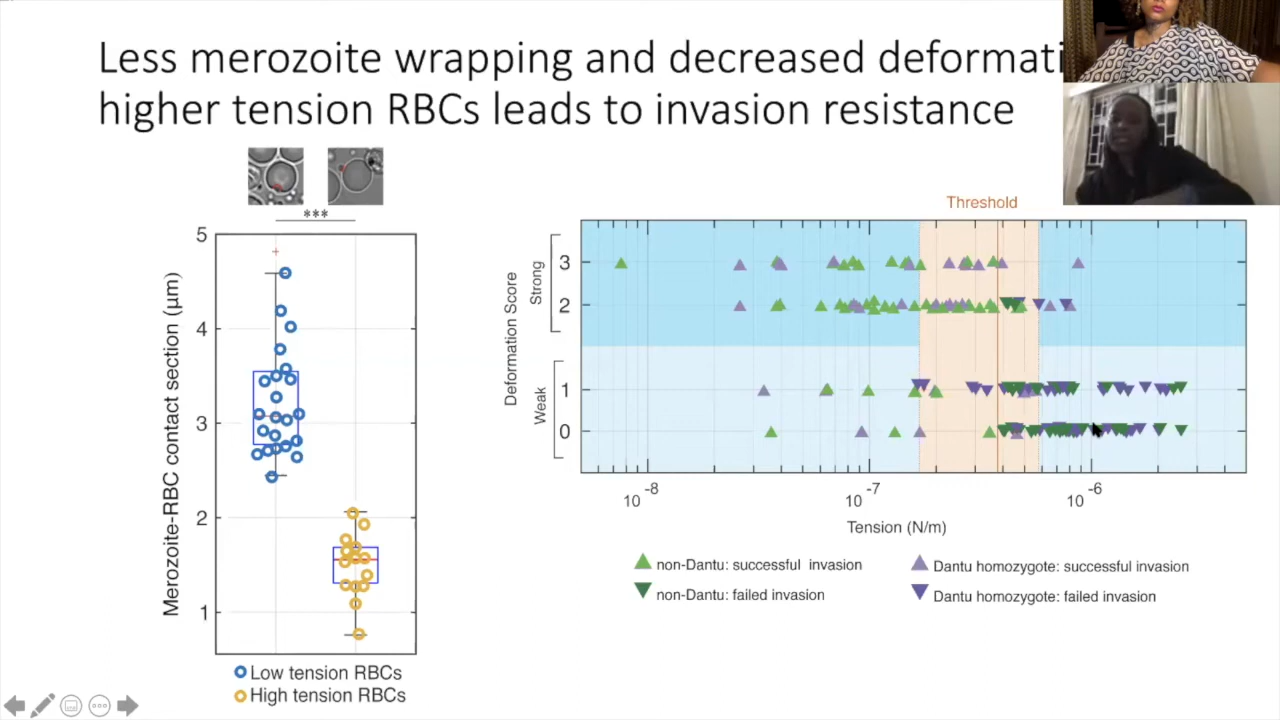 Less merozoite wrapping and decreased deformati
higher tension RBCs leads to invasion resistance
***
5
4
3
2
1
Merozoite-RBC contact section (µm)
Low tension RBCs
High tension RBCs
Threshold
Deformation Score
Strong
Weak
3
2
1
0
10 -8
10 -7
10 -6
Tension (N/m)
non-Dantu: successful invasion
Dantu homozygote: successful invasion
non-Dantu: failed invasion
Dantu homozygote: failed invasion